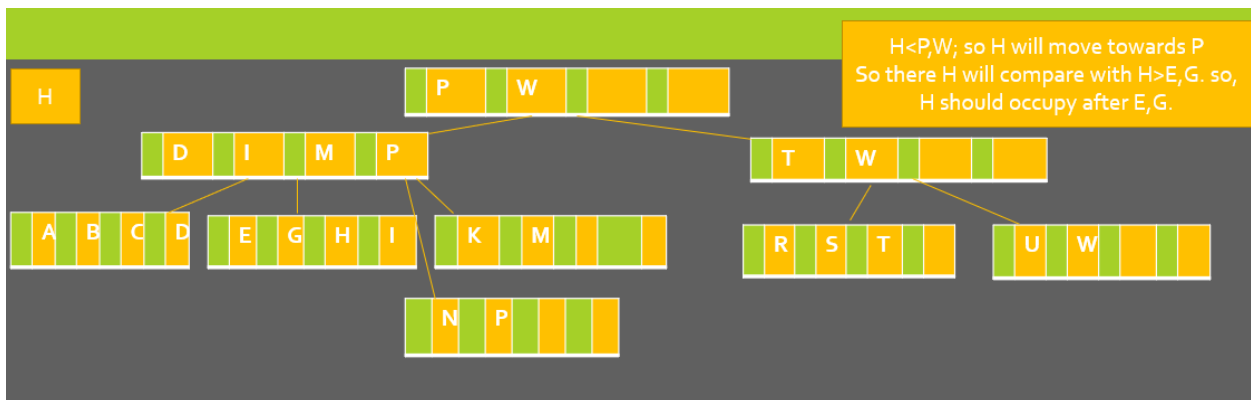 H<P,W; so H will move towards P
So there H will compare with H>E,G. so,
H should occupy after E,G.
H
P W
D I M P
T W
A B C D
E G H I
K M
R S T
U W
N P